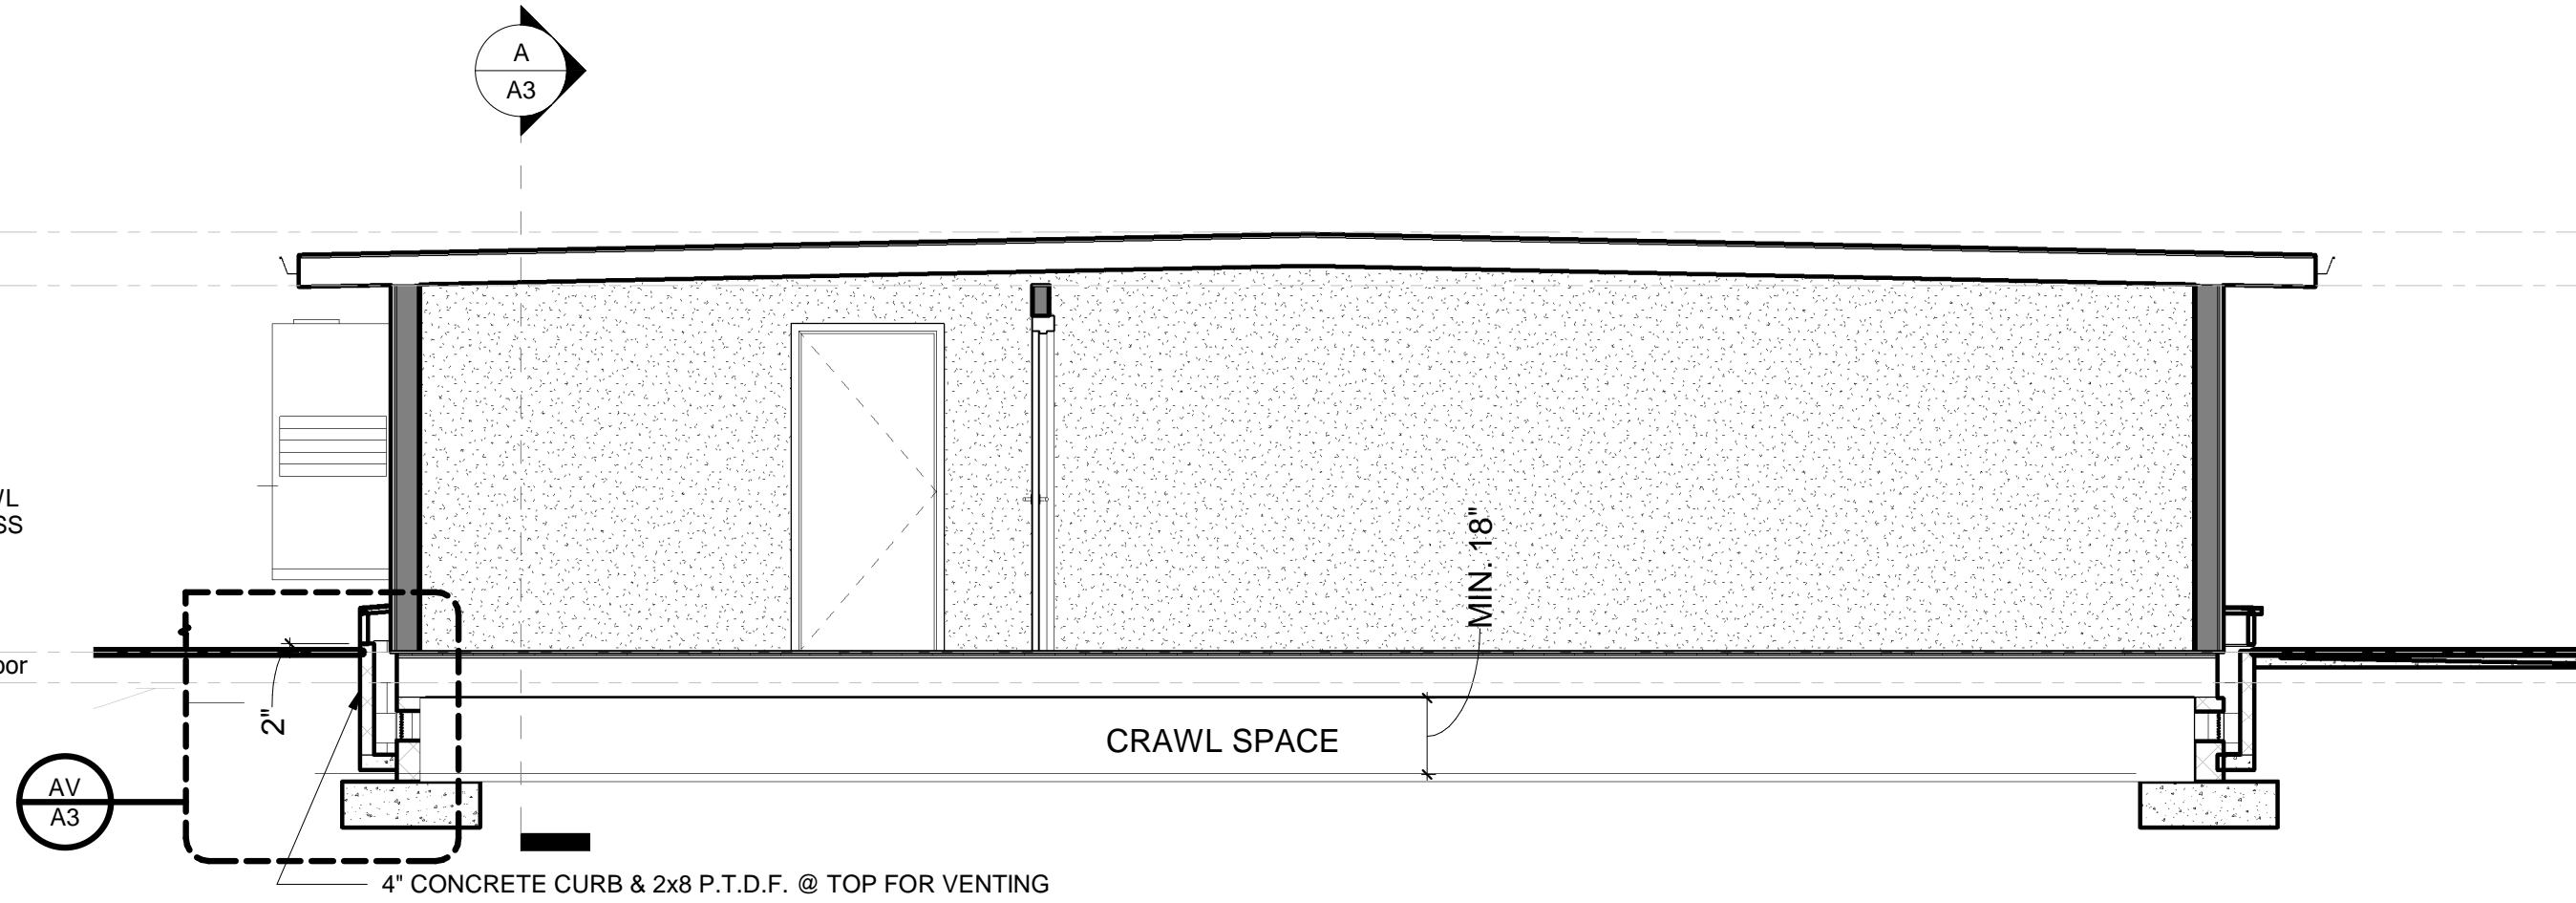 A
A3
MIN. 18"
2"
CRAWL SPACE
AV
A3
4" CONCRETE CURB & 2x8 P.T.D.F. @ TOP FOR VENTING